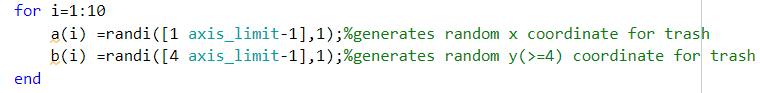 for i=1:10
a(i) =randi([1 axis_limit-1],1);%generates random x coordinate for trash
b(i) =randi([4 axis_limit-1],1);%generates random y(>=4) coordinate for trash
end